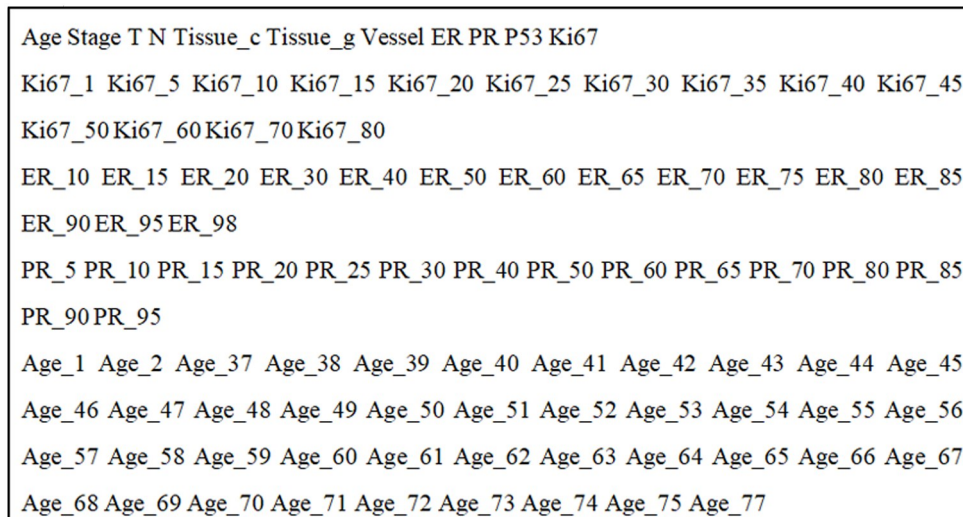 Age Stage T N Tissue_c Tissue_g Vessel ER PR P53 Ki67
Ki67_1 Ki67_5 Ki67_10 Ki67_15 Ki67_20 Ki67_25 Ki67_30 Ki67_35 Ki67_40 Ki67_45
Ki67_50 Ki67_60 Ki67_70 Ki67_80
ER_10 ER_15 ER_20 ER_30 ER_40 ER_50 ER_60 ER_65 ER_70 ER_75 ER_80 ER_85
ER_90 ER_95 ER_98
PR_5 PR_10 PR_15 PR_20 PR_25 PR_30 PR_40 PR_50 PR_60 PR_65 PR_70 PR_80 PR_85
PR_90 PR_95
Age_1 Age_2 Age_37 Age_38 Age_39 Age_40 Age_41 Age_42 Age_43 Age_44 Age_45
Age_46 Age_47 Age_48 Age_49 Age_50 Age_51 Age_52 Age_53 Age_54 Age_55 Age_56
Age_57 Age_58 Age_59 Age_60 Age_61 Age_62 Age_63 Age_64 Age_65 Age_66 Age_67
Age_68 Age_69 Age_70 Age_71 Age_72 Age_73 Age_74 Age_75 Age_77